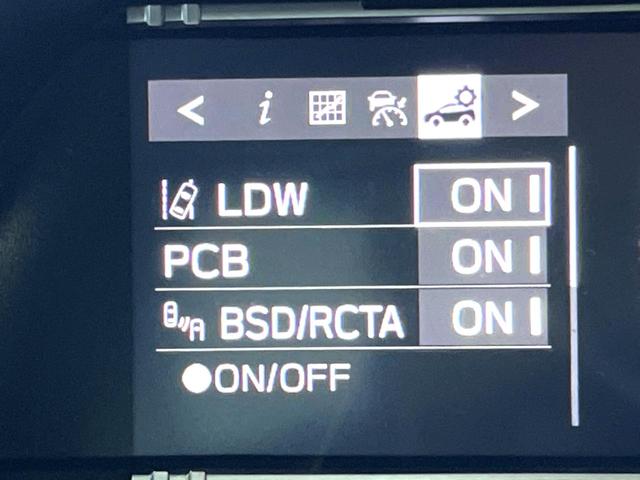 < i >
LDW ON
PCB ON
BSD/RCTA ON
ON/OFF